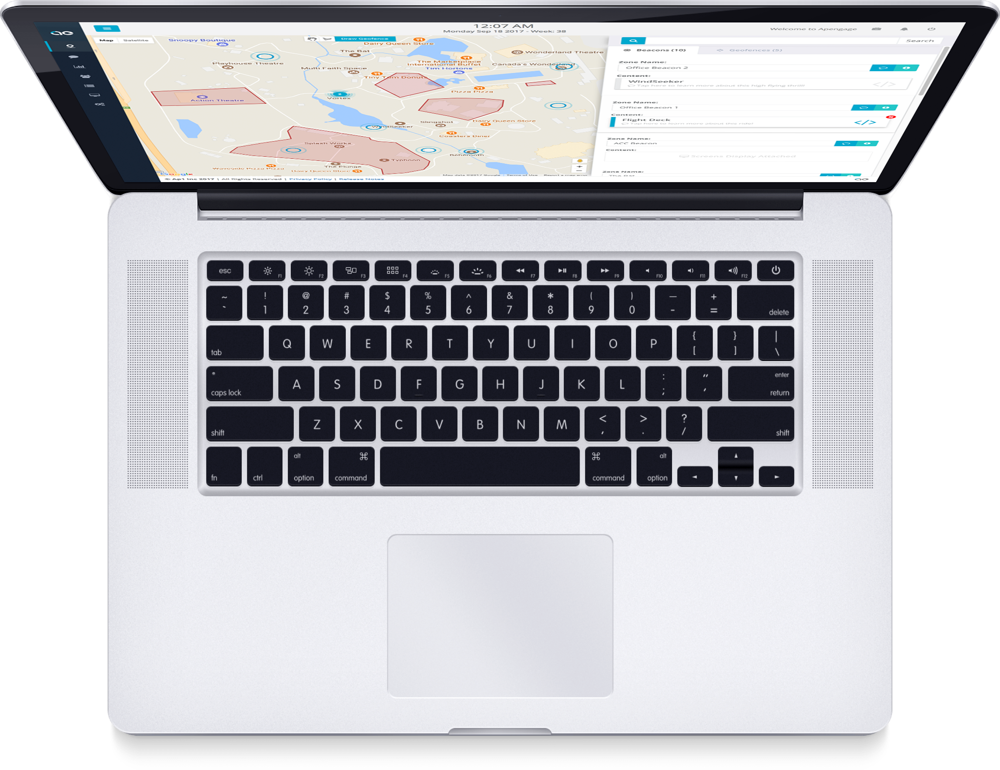 12:07 AM
Monday Sep 18 2017 - Week: 38
Welcome to Apengage
ae
Map
Satellite
Draw Geofence
Search
Beacons (10)
Geofences (5)
Snoopy Boutique
Dairy Queen Store
The Bat
Wonderland Theatre
Playhouse Theatre
The Marketplace
International Buffet
Canada's Wonderland
Multi Faith Space
Tim Hortons
Tiny Tom Donuts
Pizza Pizza
Action Theatre
2
Vortex
WindSeeker
Slingshot
Dairy Queen Store
Coasters Diner
Splash Works
Behemoth
Typhoon
The Plunge
Wayside Pizza Pizza
Dairy Queen Store
Google
Map data ©2017 Google
Terms of Use
Report a map error
Zone Name:
Office Beacon 2
Content:
WindSeeker
Tap here to learn more about this high flying thrill!
</>
Zone Name:
Office Beacon 1
Content:
Flight Deck
Tap here to learn more about this ride!
</>
Zone Name:
ACC Beacon
Content:
Screens Display Attached
Zone Name:
The Bat
© Ap1 Inc 2017 | All Rights Reserved | Privacy Policy | Release Notes
ae
esc F1 F2 F3 F4 F5 F6 F7 F8 F9 F10 F11 F12
~ ! @ # $ % ^ & * ( ) — +
` 1 2 3 4 5 6 7 8 9 0 - = delete
tab Q W E R T Y U I O P { [ } ] | \
caps lock A S D F G H J K L : ; “ ‘ enter return
shift Z X C V B N M < , > . ? / shift
fn ctrl alt option ⌘ command ⌘ command alt option ◄ ▲ ▼ ►